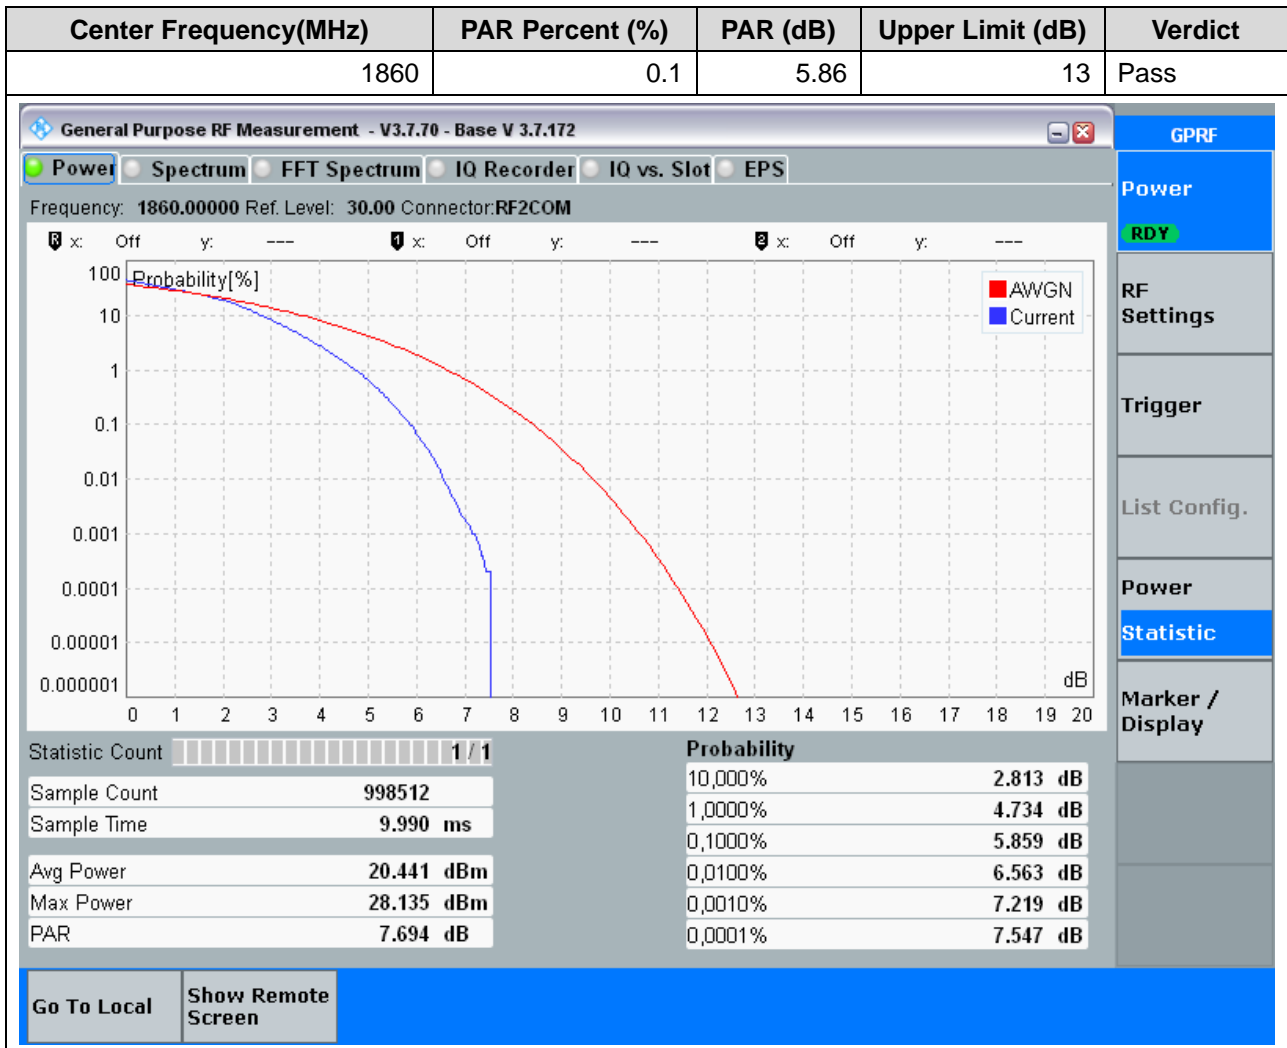 Center Frequency(MHz) PAR Percent (%) PAR (dB) Upper Limit (dB) Verdict
1860 0.1 5.86 13 Pass
General Purpose RF Measurement - V3.7.70 - Base V 3.7.172
GPRF
Power Spectrum FFT Spectrum IQ Recorder IQ vs. Slot EPS
Power
RDY
Frequency: 1860.00000 Ref. Level: 30.00 Connector:RF2COM
R x: Off y: --- 1 x: Off y: --- 2 x: Off y: ---
Probability[%]
AWGN
Current
100
10
1
0.1
0.01
0.001
0.0001
0.00001
0.000001
dB
0 1 2 3 4 5 6 7 8 9 10 11 12 13 14 15 16 17 18 19 20
RF
Settings
Trigger
List Config.
Power
Statistic
Marker /
Display
Statistic Count 1 / 1
Sample Count 998512
Sample Time 9.990 ms
Avg Power 20.441 dBm
Max Power 28.135 dBm
PAR 7.694 dB
Probability
10,000% 2.813 dB
1,0000% 4.734 dB
0,1000% 5.859 dB
0,0100% 6.563 dB
0,0010% 7.219 dB
0,0001% 7.547 dB
Go To Local
Show Remote
Screen